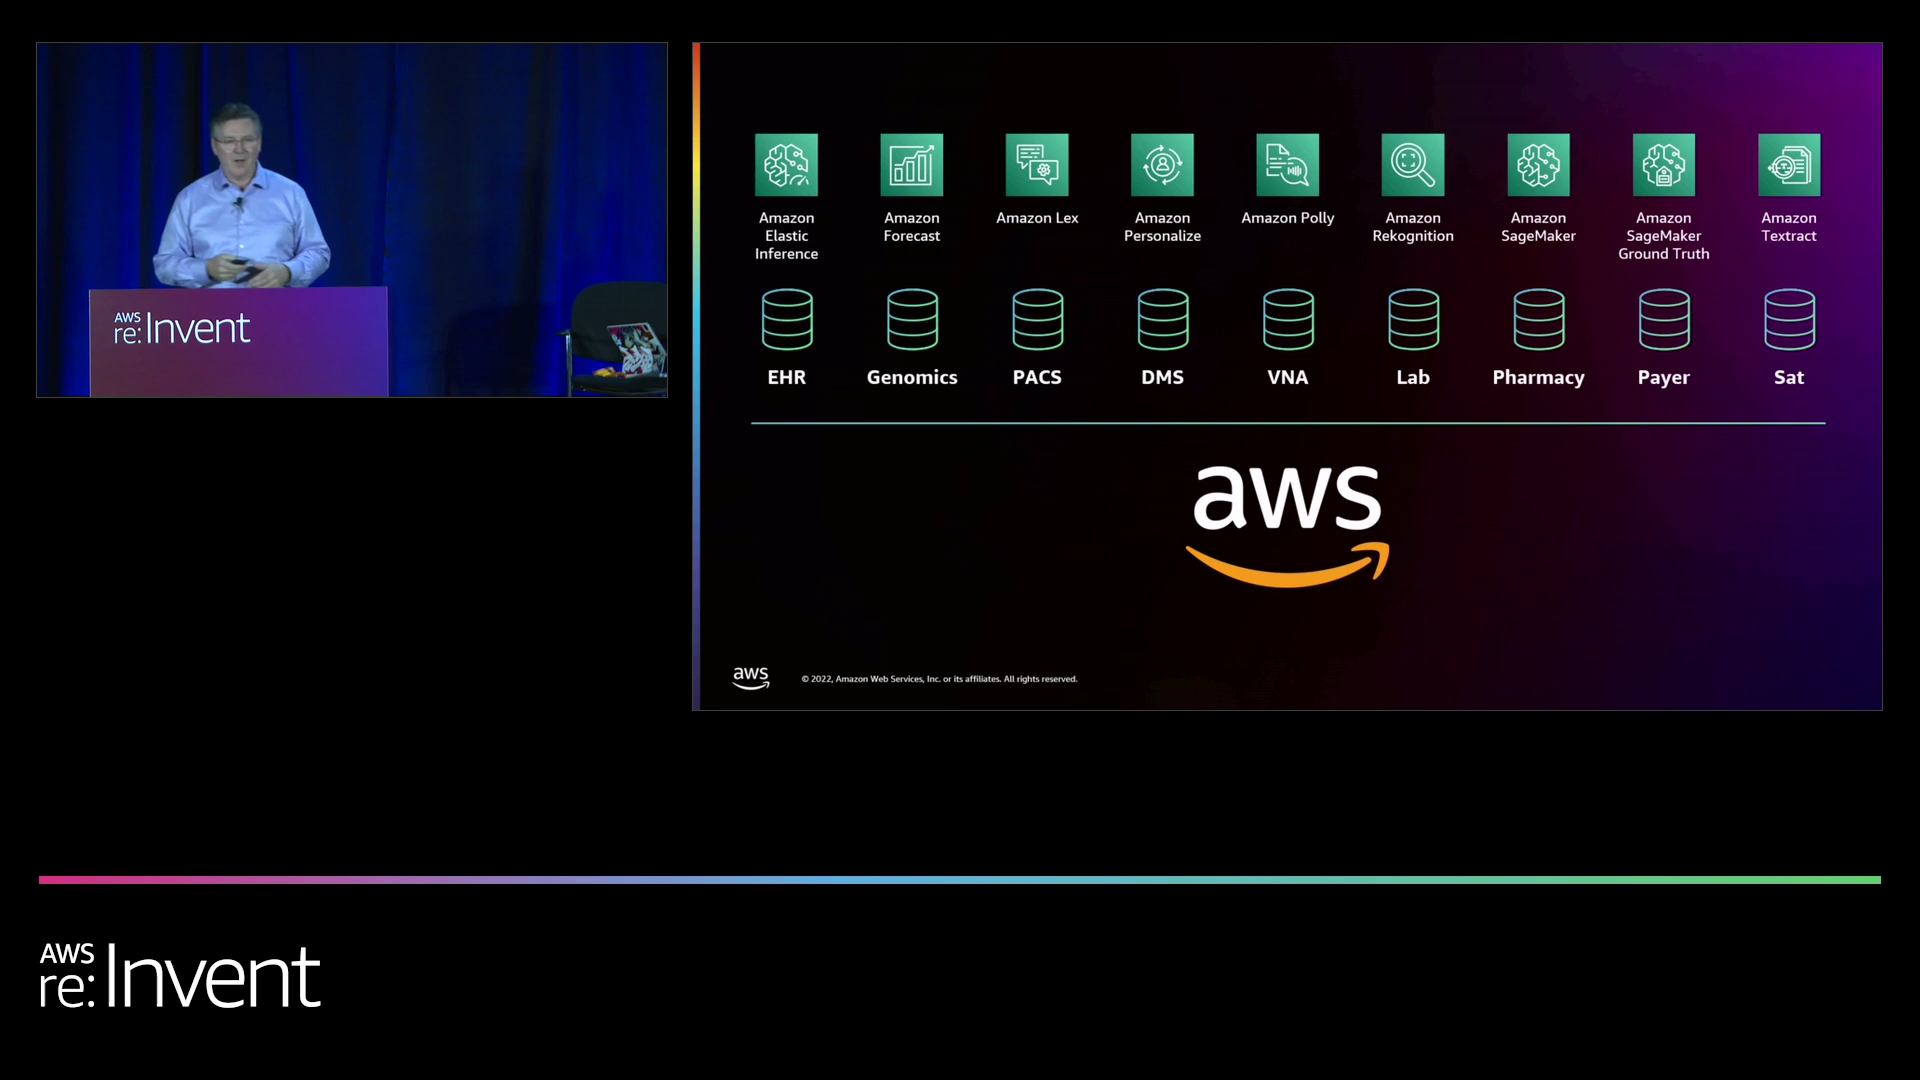 AWS
re:Invent
Amazon
Elastic
Inference
Amazon
Forecast
Amazon Lex
Amazon
Personalize
Amazon Polly
Amazon
Rekognition
Amazon
SageMaker
Amazon
SageMaker
Ground Truth
Amazon
Textract
EHR
Genomics
PACS
DMS
VNA
Lab
Pharmacy
Payer
Sat
aws
aws
© 2022, Amazon Web Services, Inc. or its affiliates. All rights reserved.
AWS
re:Invent